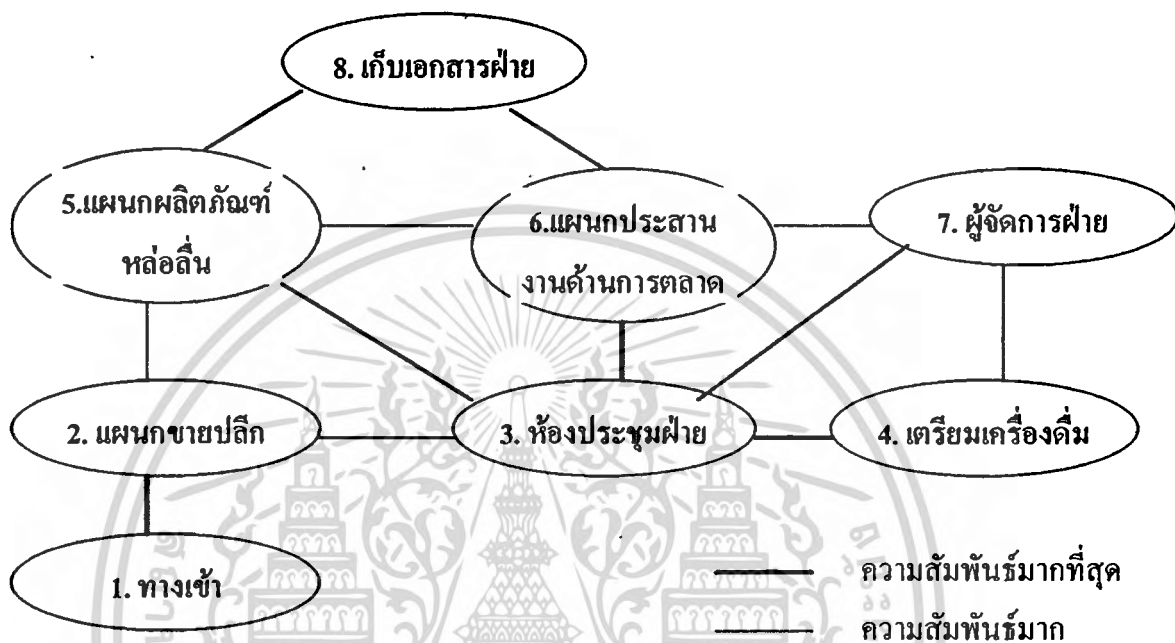 8. เก็บเอกสารฝ่าย
5.แผนกผลิตภัณฑ์
หล่อลื่น
6.แผนกประสาน
งานด้านการตลาด
7. ผู้จัดการฝ่าย
2. แผนกขายปลีก
3. ห้องประชุมฝ่าย
4. เตรียมเครื่องดื่ม
1. ทางเข้า
ความสัมพันธ์มากที่สุด
ความสัมพันธ์มาก